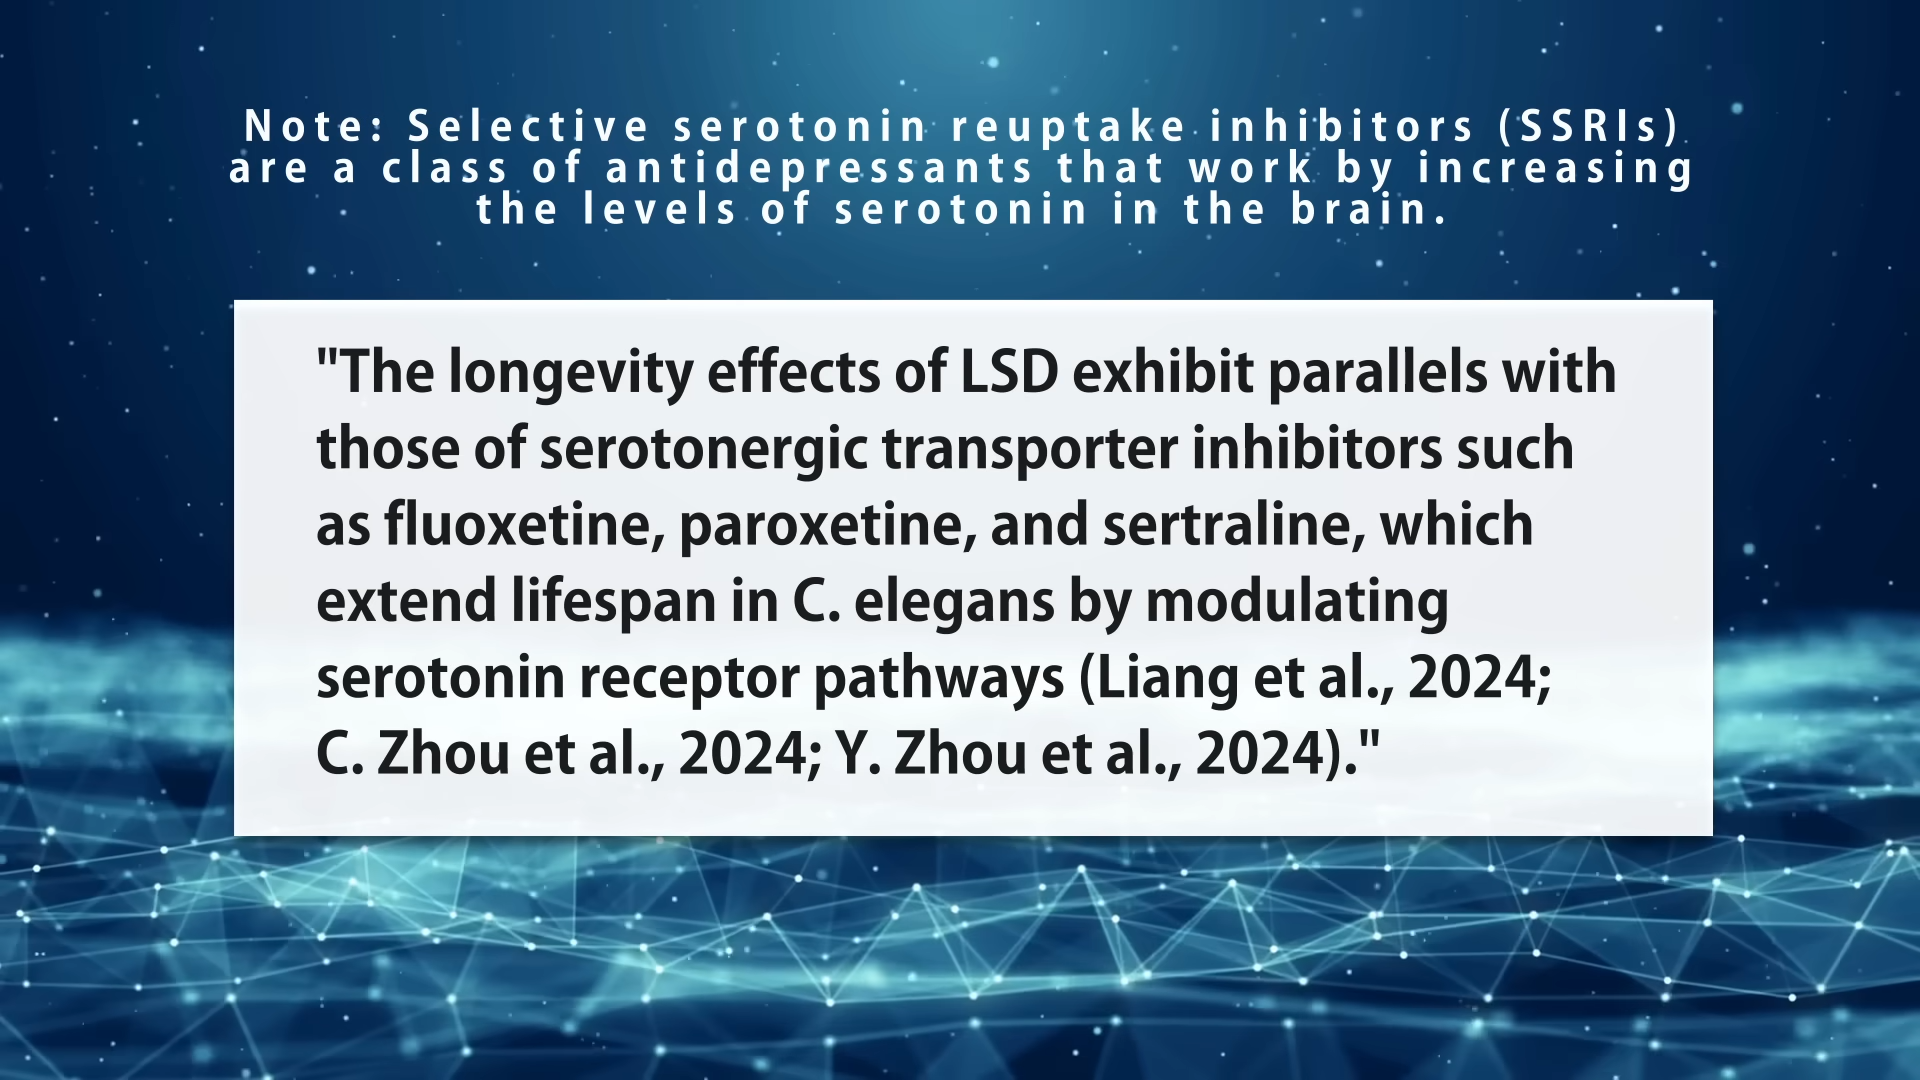 Note: Selective serotonin reuptake inhibitors (SSRIs)
are a class of antidepressants that work by increasing
the levels of serotonin in the brain.
"The longevity effects of LSD exhibit parallels with
those of serotonergic transporter inhibitors such
as fluoxetine, paroxetine, and sertraline, which
extend lifespan in C. elegans by modulating
serotonin receptor pathways (Liang et al., 2024;
C. Zhou et al., 2024; Y. Zhou et al., 2024)."